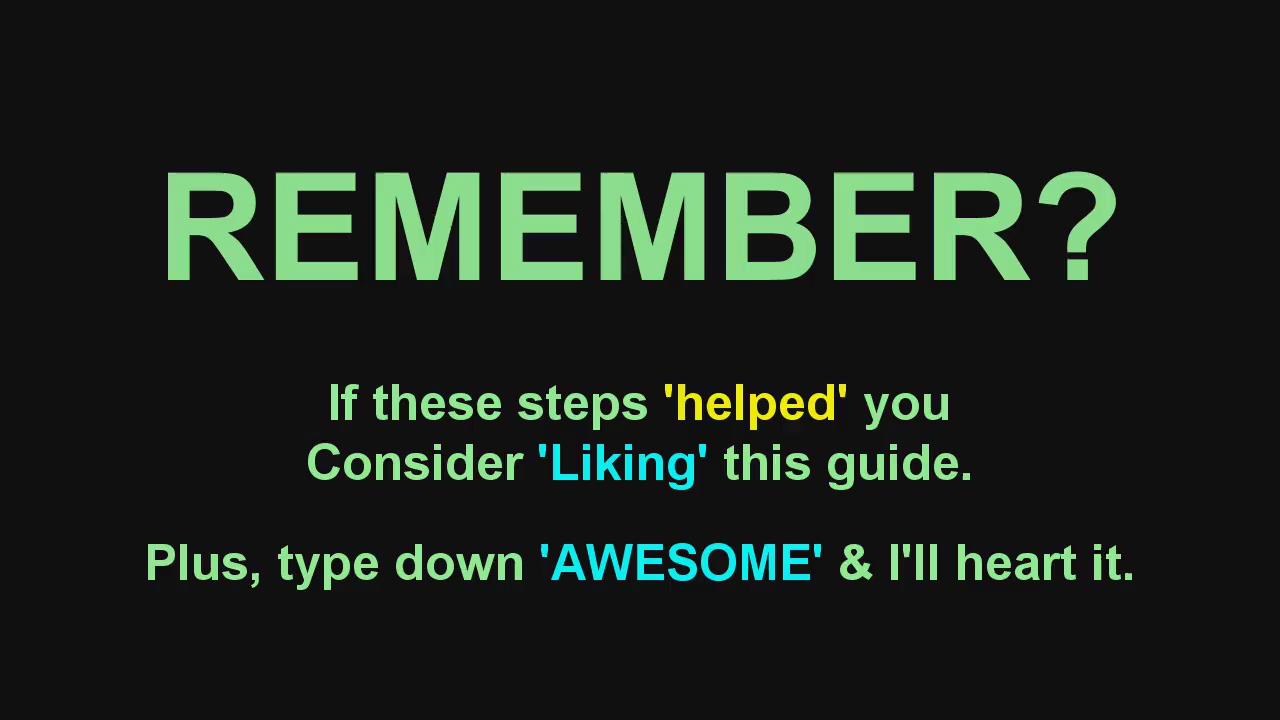 REMEMBER?
If these steps 'helped' you
Consider 'Liking' this guide.
Plus, type down 'AWESOME' & I'll heart it.